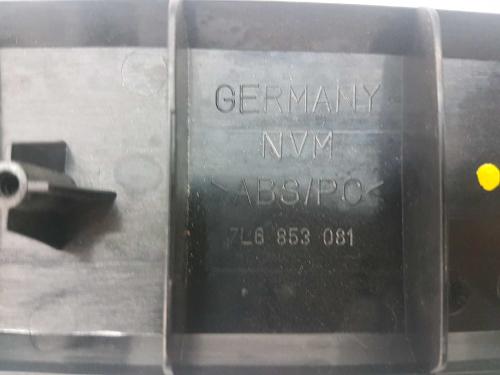 GERMANY
NVM
>ABS/PC<
7L6 853 081